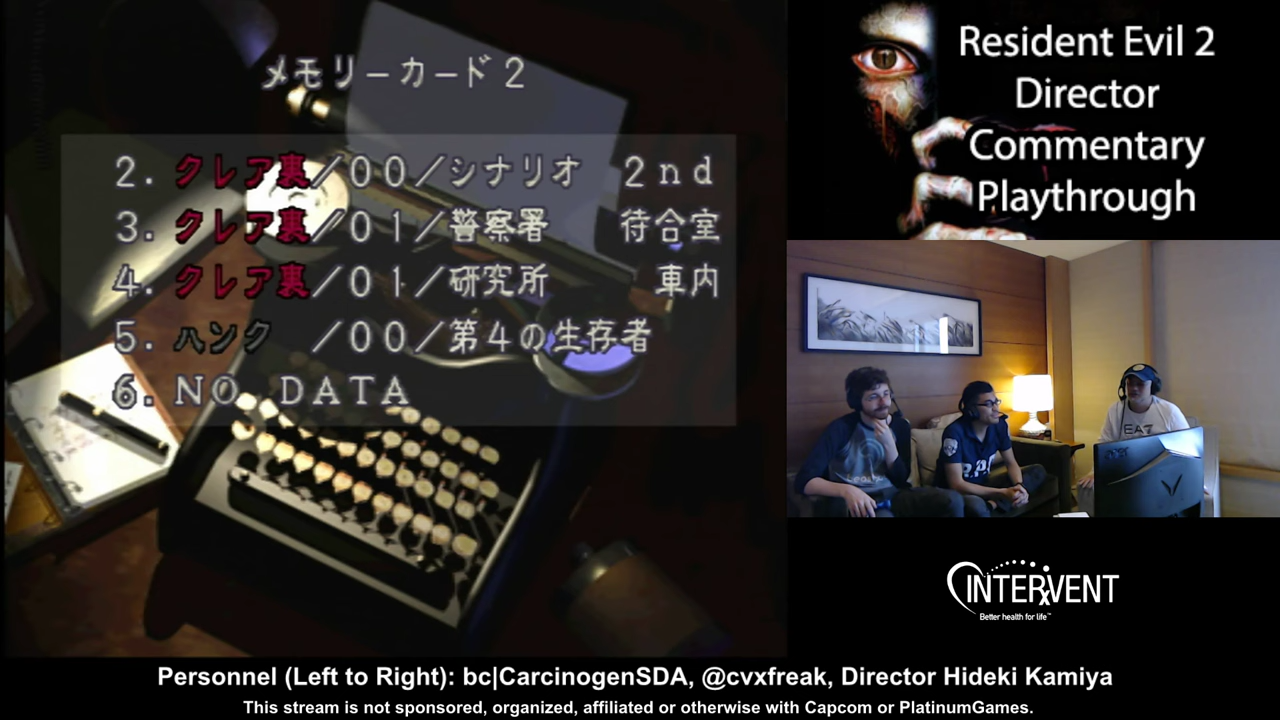 メモリーカード2
2. クレア裏/00/シナリオ 2nd
3. クレア裏/01/警察署 待合室
4. クレア裏/01/研究所 車内
5. ハンク /00/第4の生存者
6. NO DATA
Resident Evil 2
Director
Commentary
Playthrough
EA7
INTERxVENT
Better health for life™
Personnel (Left to Right): bc|CarcinogenSDA, @cvxfreak, Director Hideki Kamiya
This stream is not sponsored, organized, affiliated or otherwise with Capcom or PlatinumGames.